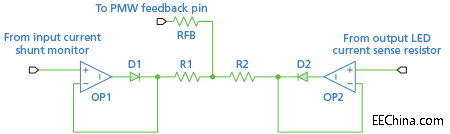 To PMW feedback pin
RFB
From input current
shunt monitor
From output LED
current sense resistor
D1
R1
R2
D2
+
−
OP1
+
−
OP2
EEChina.com